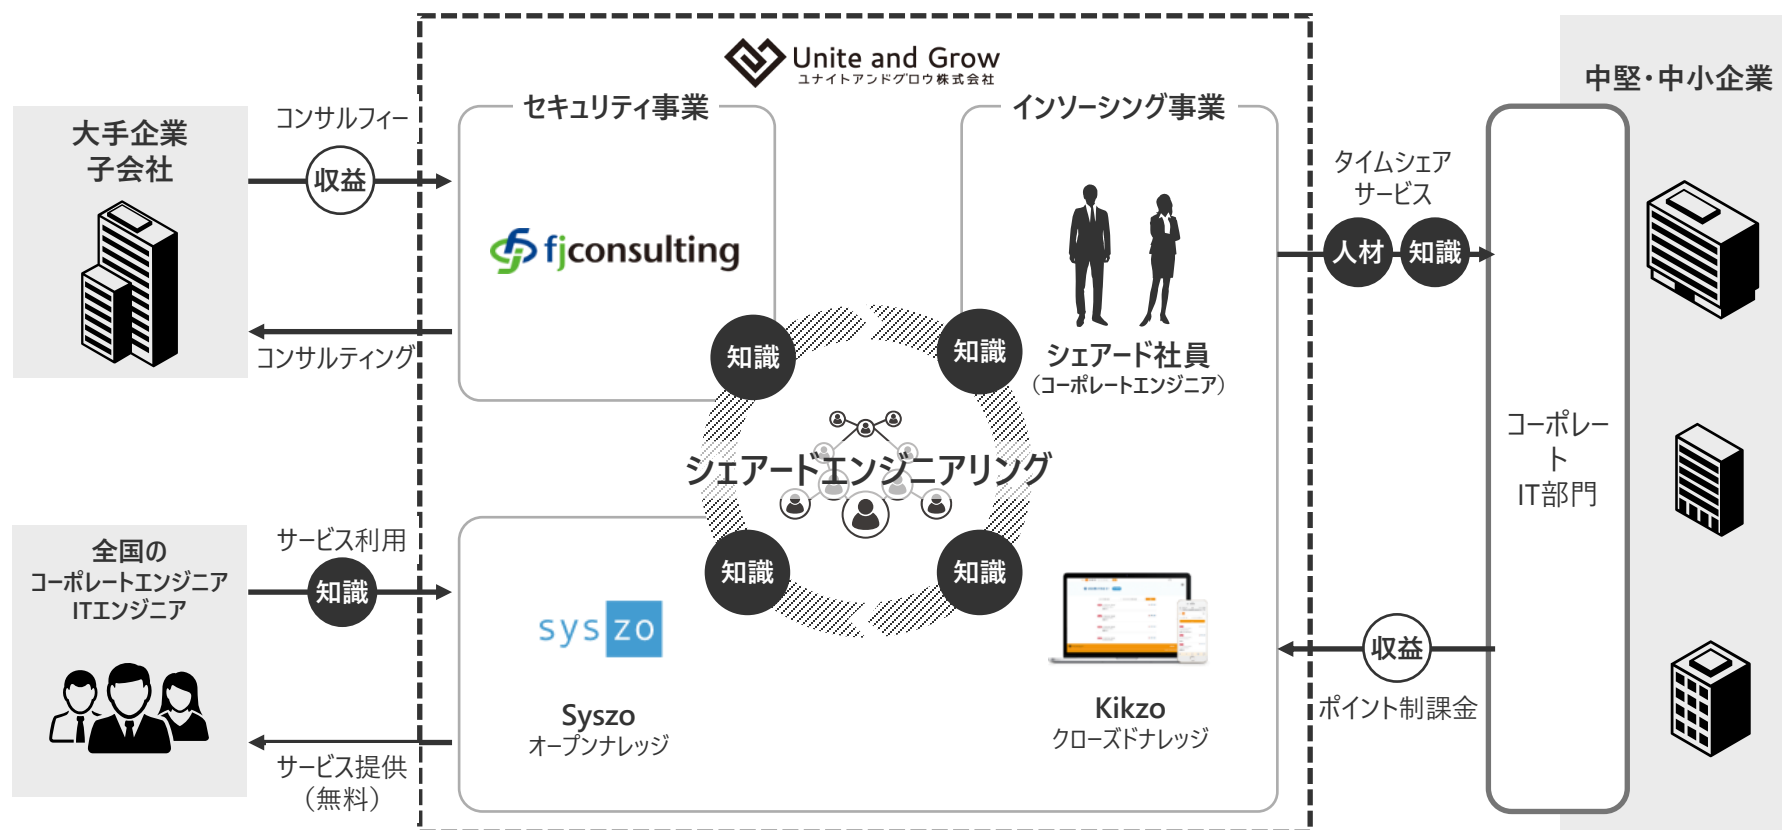 Unite and Grow
ユナイトアンドグロウ株式会社
中堅・中小企業
セキュリティ事業
インソーシング事業
大手企業
子会社
コンサルフィー
収益
タイムシェア
サービス
人材
知識
fjconsulting
コンサルティング
知識
知識
シェアード社員
（コーポレートエンジニア）
シェアードエンジニアリング
コーポレー
ト
IT部門
全国の
コーポレートエンジニア
ITエンジニア
サービス利用
知識
知識
知識
sys zo
収益
Syszo
オープンナレッジ
Kikzo
クローズドナレッジ
ポイント制課金
サービス提供
（無料）